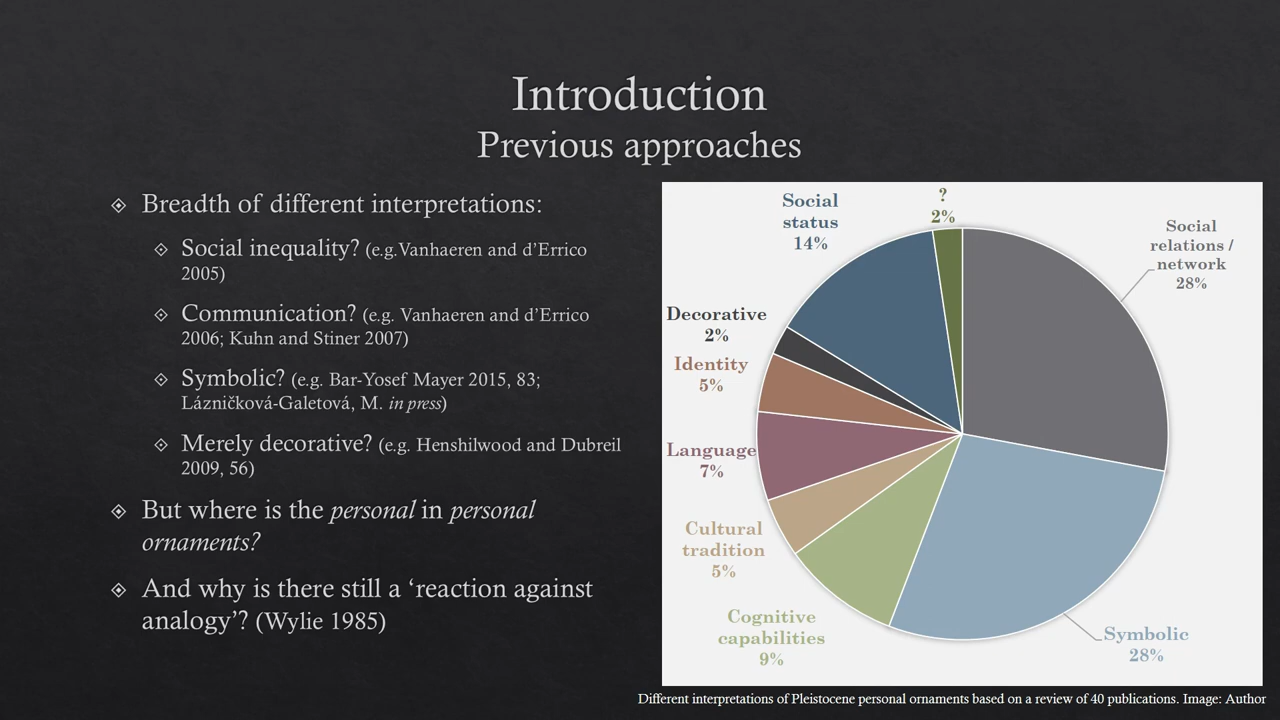 Introduction
Previous approaches
Breadth of different interpretations:
Social inequality? (e.g.Vanhaeren and d’Errico
2005)
Communication? (e.g. Vanhaeren and d’Errico
2006; Kuhn and Stiner 2007)
Symbolic? (e.g. Bar-Yosef Mayer 2015, 83;
Lázničková-Galetová, M. in press)
Merely decorative? (e.g. Henshilwood and Dubreil
2009, 56)
But where is the personal in personal
ornaments?
And why is there still a ‘reaction against
analogy’? (Wylie 1985)
?
2%
Social
relations /
network
28%
Symbolic
28%
Cognitive
capabilities
9%
Cultural
tradition
5%
Language
7%
Identity
5%
Decorative
2%
Social
status
14%
Different interpretations of Pleistocene personal ornaments based on a review of 40 publications. Image: Author